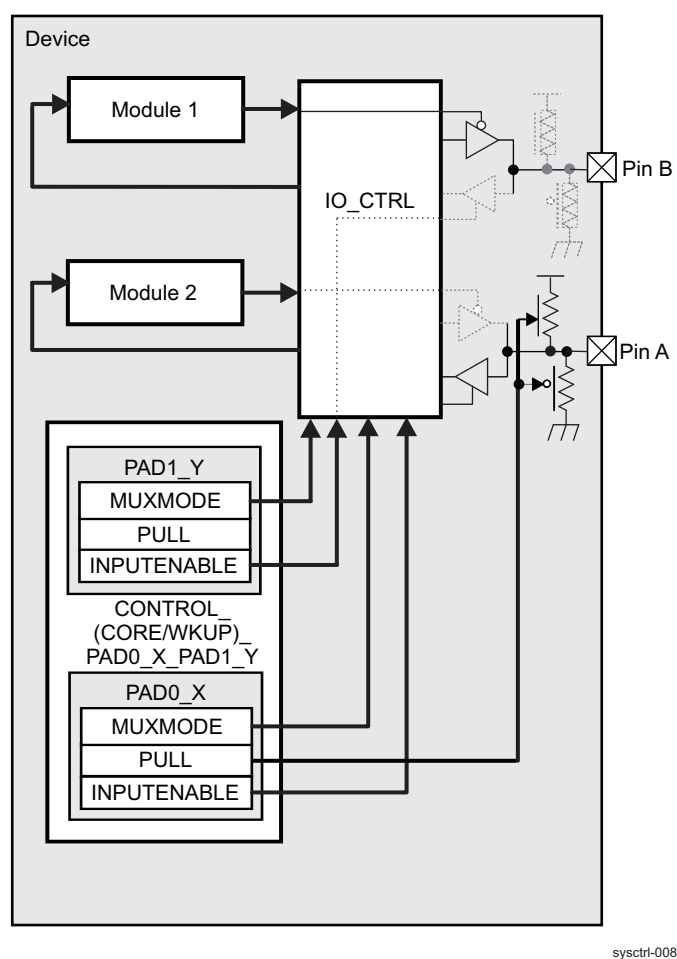 Device
Module 1
IO_CTRL
Pin B
Module 2
Pin A
PAD1_Y
MUXMODE
PULL
INPUTENABLE
CONTROL_
(CORE/WKUP)_
PAD0_X_PAD1_Y
PAD0_X
MUXMODE
PULL
INPUTENABLE
sysctrl-008